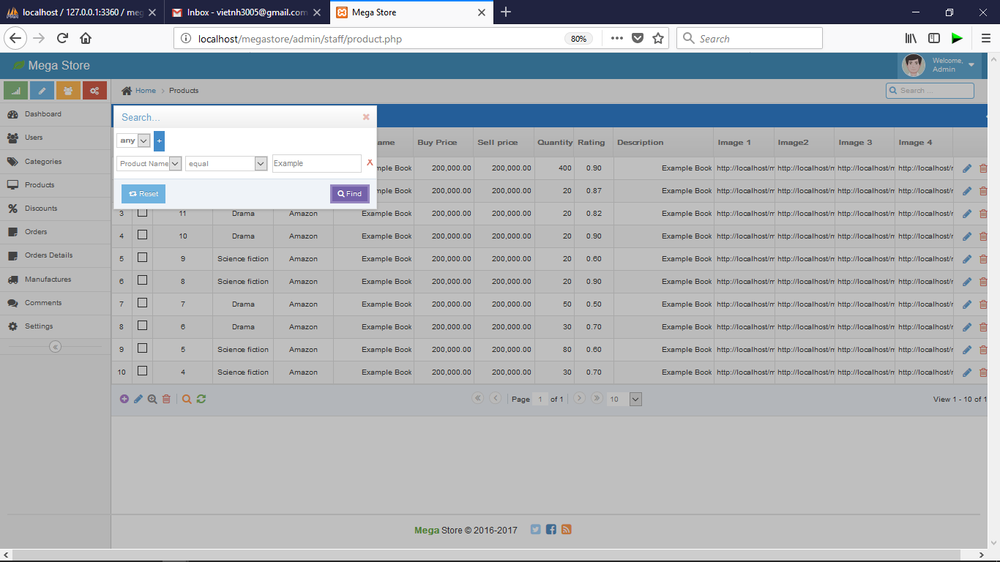 localhost / 127.0.0.1:3360 / meg
Inbox - vietnh3005@gmail.com
Mega Store
localhost/megastore/admin/staff/product.php
80%
Search
Mega Store
Welcome,
Admin
Home
Products
Search ...
Dashboard
Users
Categories
Products
Discounts
Orders
Orders Details
Manufactures
Comments
Settings
Search...
any
+
Product Name
equal
Example
X
Reset
Find
ame Buy Price Sell price Quantity Rating Description Image 1 Image2 Image 3 Image 4
mple Book 200,000.00 200,000.00 400 0.90 Example Book http://localhost/m http://localhost/m http://localhost/m http://localhost/r
Example Book 200,000.00 200,000.00 20 0.87 Example Book http://localhost/m http://localhost/m http://localhost/m http://localhost/r
3 11 Drama Amazon Example Book 200,000.00 200,000.00 20 0.82 Example Book http://localhost/m http://localhost/m http://localhost/m http://localhost/r
4 10 Drama Amazon Example Book 200,000.00 200,000.00 20 0.90 Example Book http://localhost/m http://localhost/m http://localhost/m http://localhost/r
5 9 Science fiction Amazon Example Book 200,000.00 200,000.00 20 0.60 Example Book http://localhost/m http://localhost/m http://localhost/m http://localhost/r
6 8 Science fiction Amazon Example Book 200,000.00 200,000.00 20 0.90 Example Book http://localhost/m http://localhost/m http://localhost/m http://localhost/r
7 7 Drama Amazon Example Book 200,000.00 200,000.00 50 0.50 Example Book http://localhost/m http://localhost/m http://localhost/m http://localhost/r
8 6 Drama Amazon Example Book 200,000.00 200,000.00 30 0.70 Example Book http://localhost/m http://localhost/m http://localhost/m http://localhost/r
9 5 Science fiction Amazon Example Book 200,000.00 200,000.00 80 0.60 Example Book http://localhost/m http://localhost/m http://localhost/m http://localhost/r
10 4 Science fiction Amazon Example Book 200,000.00 200,000.00 30 0.70 Example Book http://localhost/m http://localhost/m http://localhost/m http://localhost/r
Page 1 of 1
10
View 1 - 10 of 1
Mega Store © 2016-2017